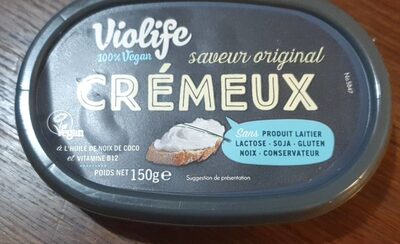 Violife
100% Vegan
saveur original
CRÉMEUX
Vegan
à L'HUILE DE NOIX DE COCO
et VITAMINE B12
POIDS NET 150g e
Sans PRODUIT LAITIER
LACTOSE - SOJA - GLUTEN
NOIX - CONSERVATEUR
Suggestion de présentation